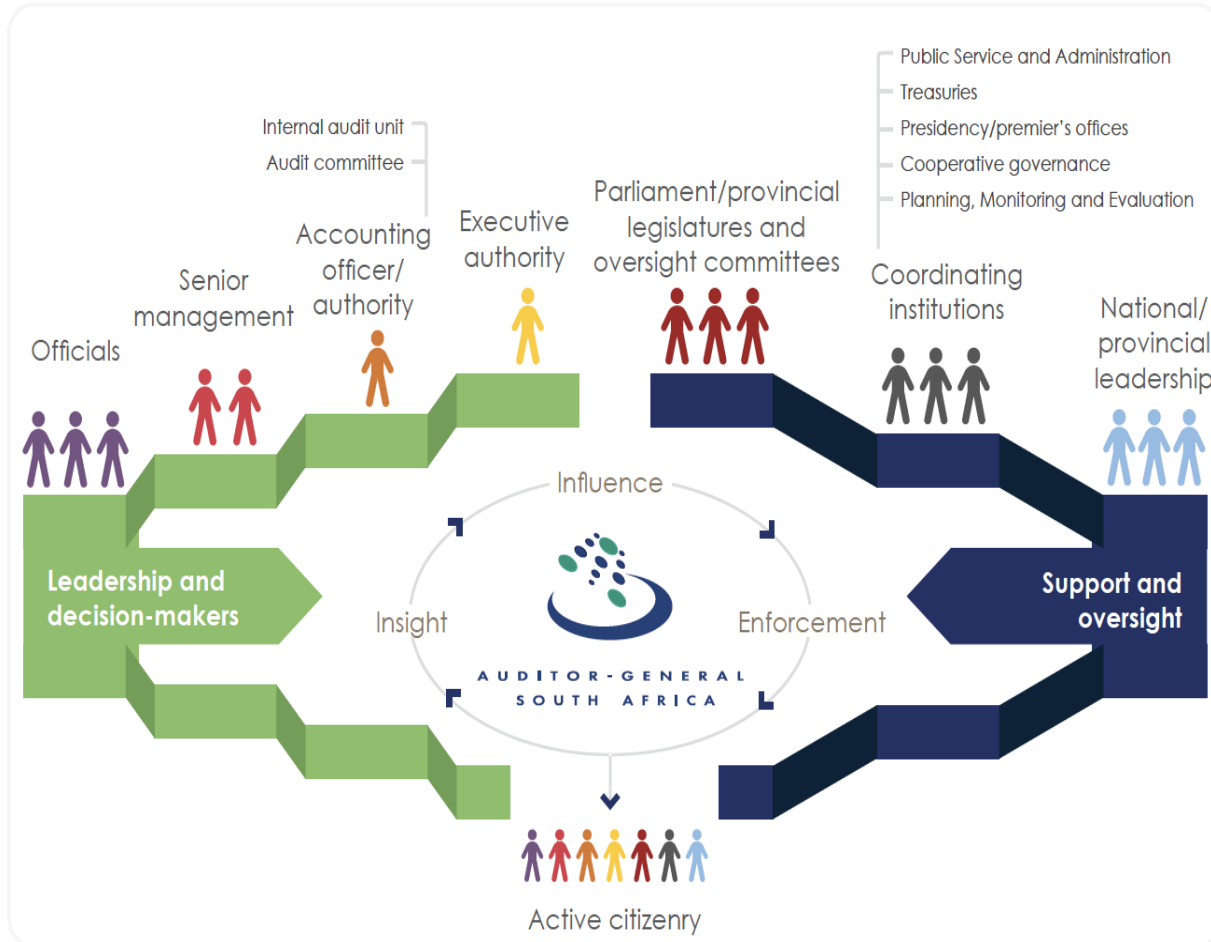 Public Service and Administration
Treasuries
Presidency/premier's offices
Cooperative governance
Planning, Monitoring and Evaluation
Internal audit unit
Audit committee
Officials
Senior
management
Accounting
officer/
authority
Executive
authority
Parliament/provincial
legislatures and
oversight committees
Coordinating
institutions
National/
provincial
leadership
Leadership and
decision-makers
Influence
Insight
Enforcement
AUDITOR-GENERAL
SOUTH AFRICA
Support and
oversight
Active citizenry